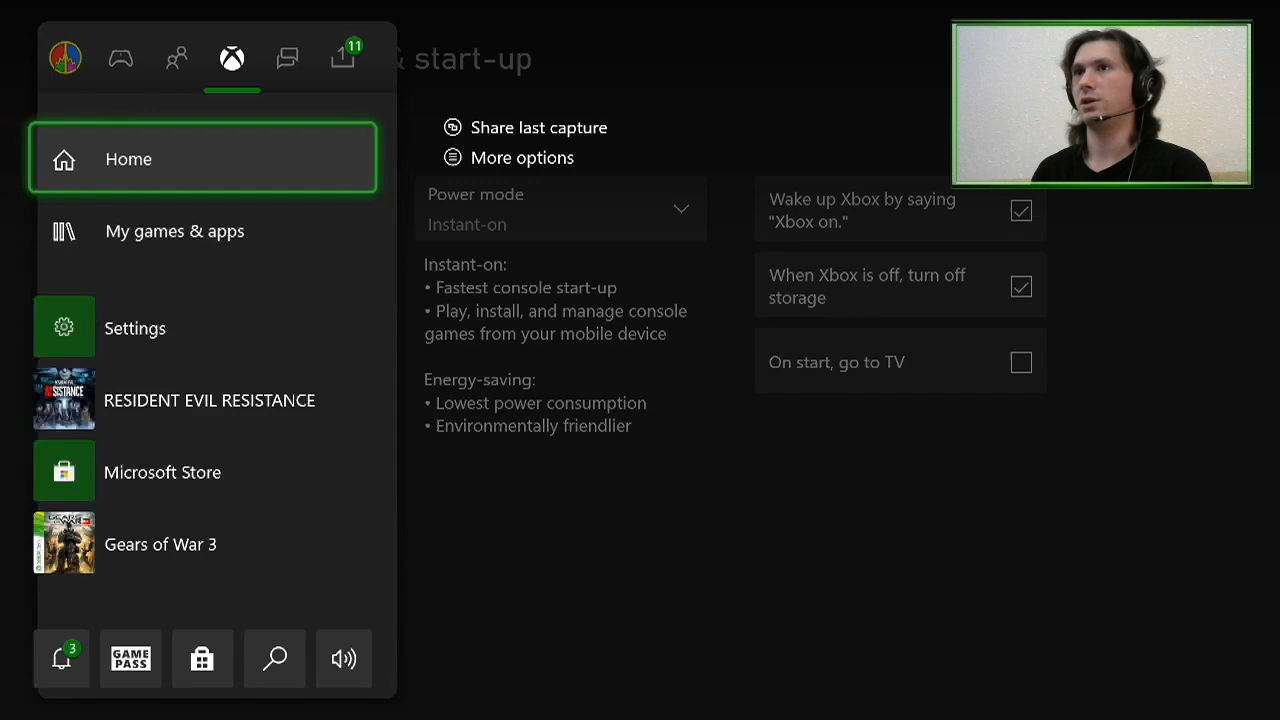 11
& start-up
Home
My games & apps
Settings
RESIDENT EVIL RESISTANCE
Microsoft Store
Gears of War 3
3
GAME
PASS
Share last capture
More options
Power mode
Instant-on
Instant-on:
• Fastest console start-up
• Play, install, and manage console
games from your mobile device
Energy-saving:
• Lowest power consumption
• Environmentally friendlier
Wake up Xbox by saying
"Xbox on."
When Xbox is off, turn off
storage
On start, go to TV